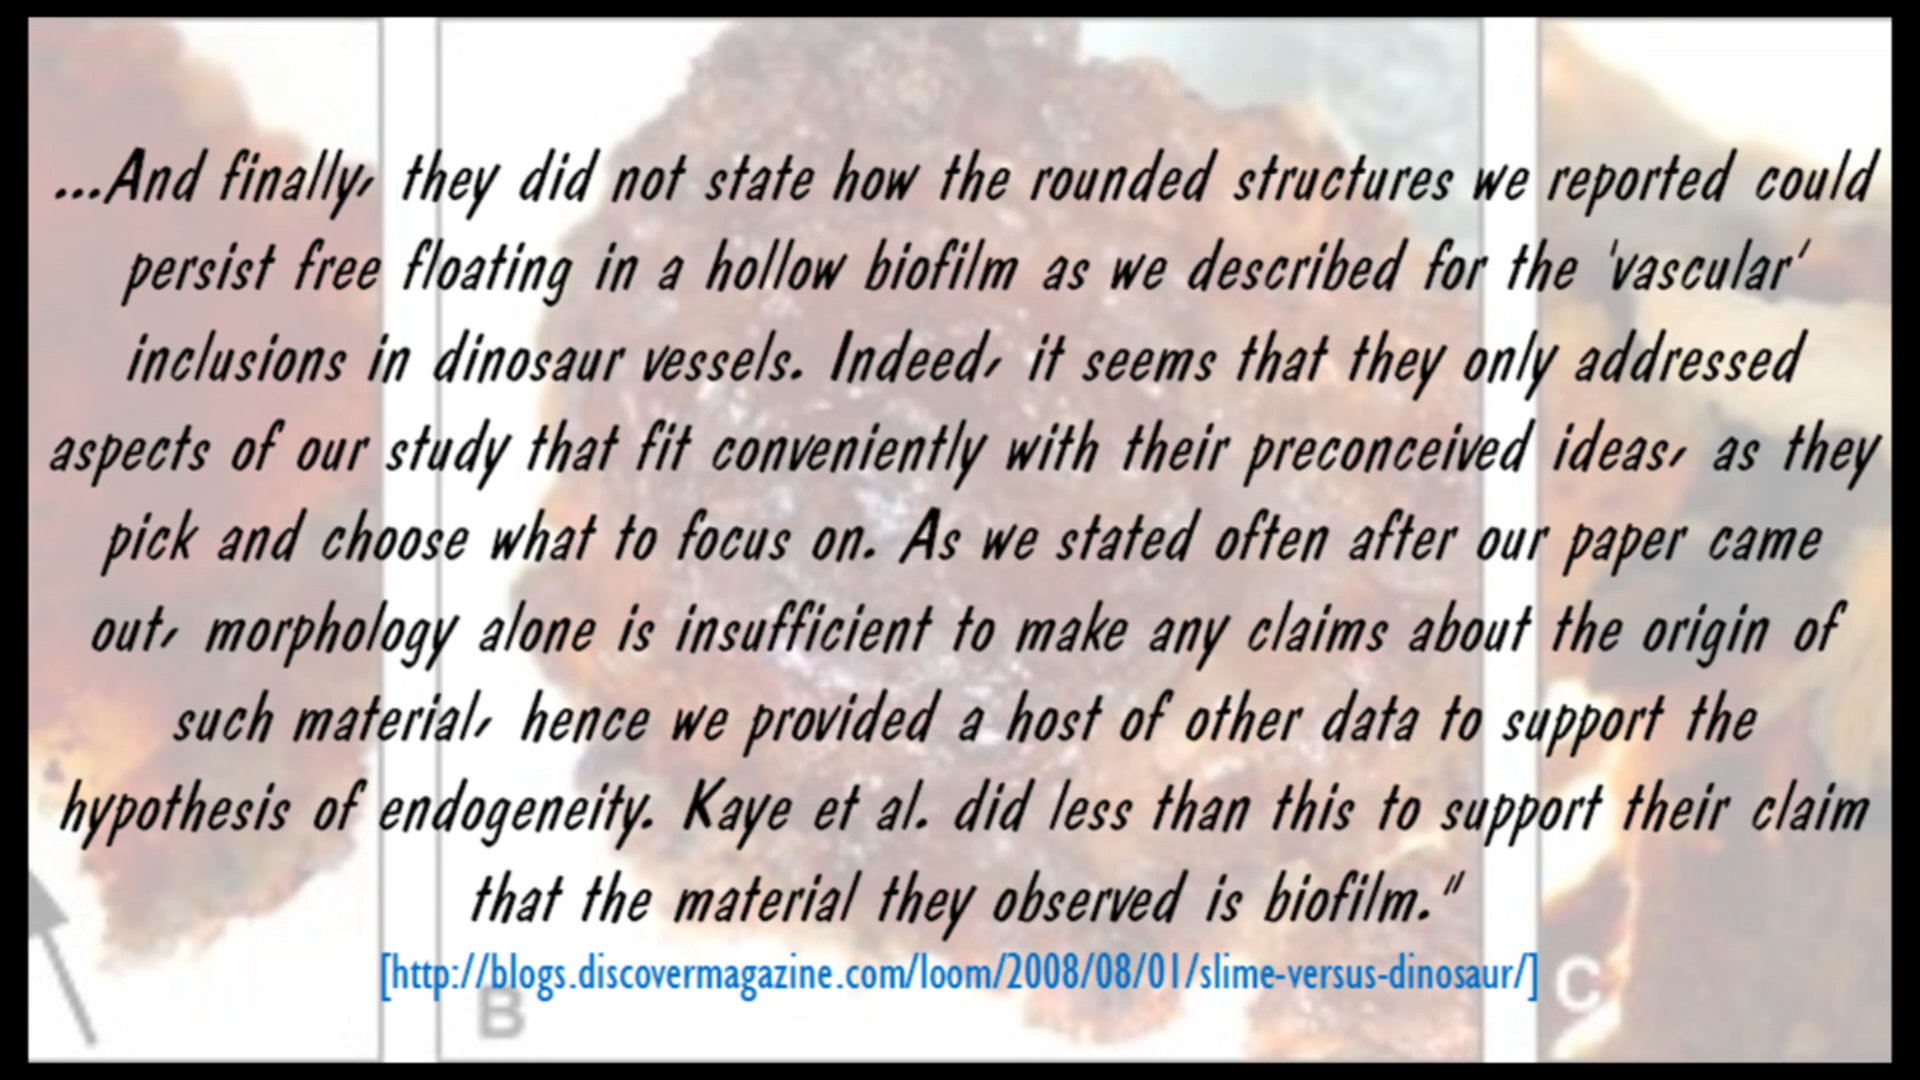 ...And finally, they did not state how the rounded structures we reported could
persist free floating in a hollow biofilm as we described for the 'vascular'
inclusions in dinosaur vessels. Indeed, it seems that they only addressed
aspects of our study that fit conveniently with their preconceived ideas, as they
pick and choose what to focus on. As we stated often after our paper came
out, morphology alone is insufficient to make any claims about the origin of
such material, hence we provided a host of other data to support the
hypothesis of endogeneity. Kaye et al. did less than this to support their claim
that the material they observed is biofilm."
[http://blogs.discovermagazine.com/loom/2008/08/01/slime-versus-dinosaur/]
B
C